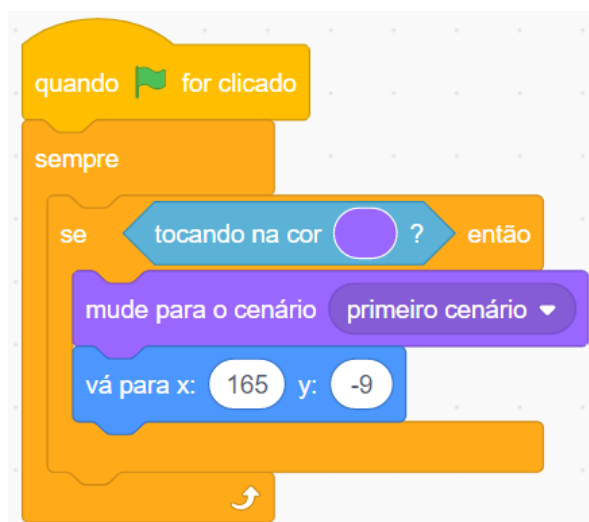 quando for clicado
sempre
se tocando na cor ? então
mude para o cenário primeiro cenário
vá para x: 165 y: -9